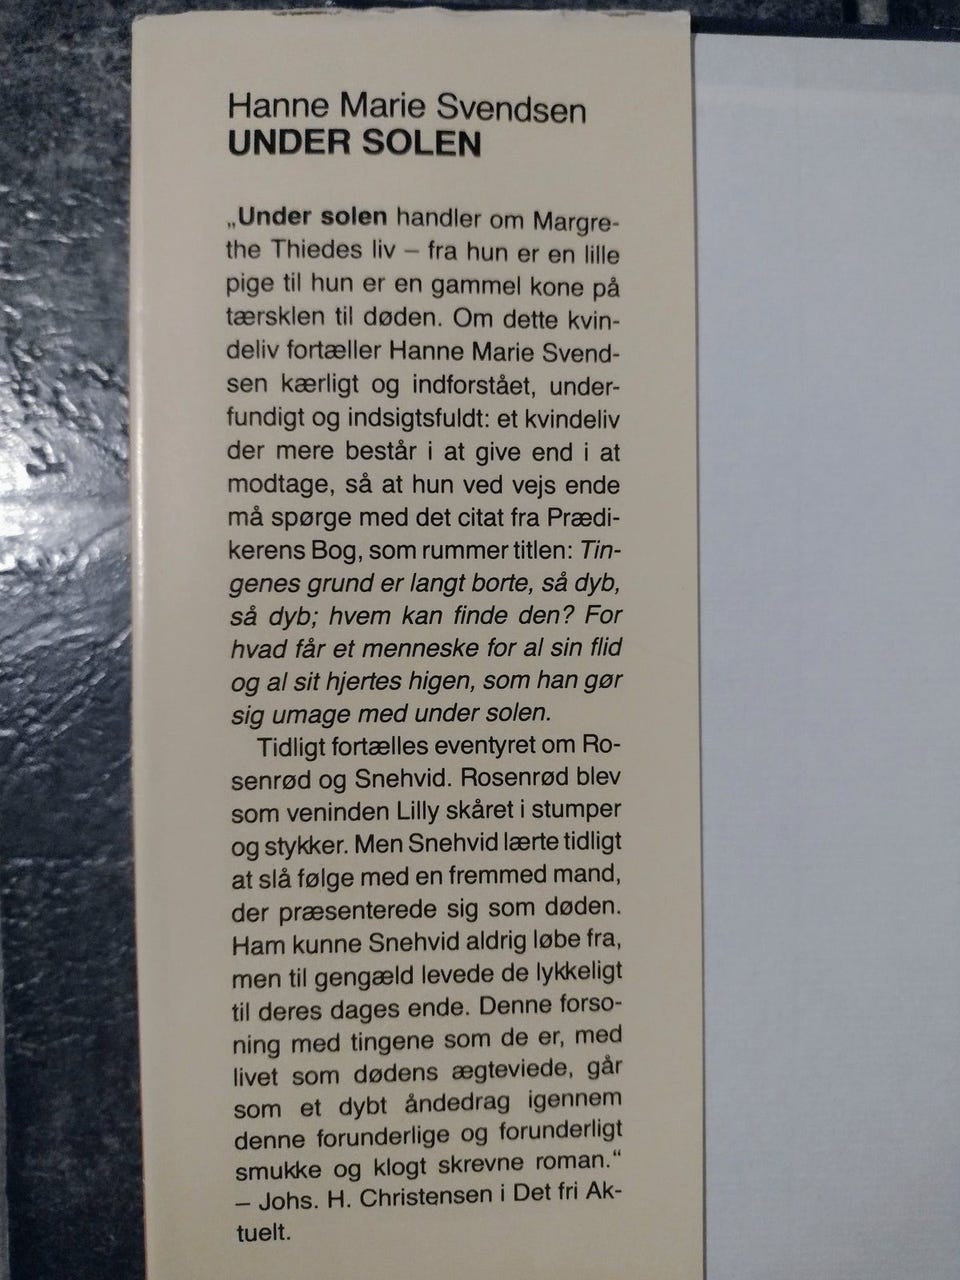 Hanne Marie Svendsen
UNDER SOLEN
„Under solen handler om Margre-
the Thiedes liv – fra hun er en lille
pige til hun er en gammel kone på
tærsklen til døden. Om dette kvin-
deliv fortæller Hanne Marie Svend-
sen kærligt og indforstået, under-
fundigt og indsigtsfuldt: et kvindeliv
der mere består i at give end i at
modtage, så at hun ved vejs ende
må spørge med det citat fra Prædi-
kerens Bog, som rummer titlen: Tin-
genes grund er langt borte, så dyb,
så dyb; hvem kan finde den? For
hvad får et menneske for al sin flid
og al sit hjertes higen, som han gør
sig umage med under solen.
Tidligt fortælles eventyret om Ro-
senrød og Snehvid. Rosenrød blev
som veninden Lilly skåret i stumper
og stykker. Men Snehvid lærte tidligt
at slå følge med en fremmed mand,
der præsenterede sig som døden.
Ham kunne Snehvid aldrig løbe fra,
men til gengæld levede de lykkeligt
til deres dages ende. Denne forso-
ning med tingene som de er, med
livet som dødens ægteviede, går
som et dybt åndedrag igennem
denne forunderlige og forunderligt
smukke og klogt skrevne roman.“
– Johs. H. Christensen i Det fri Ak-
tuelt.